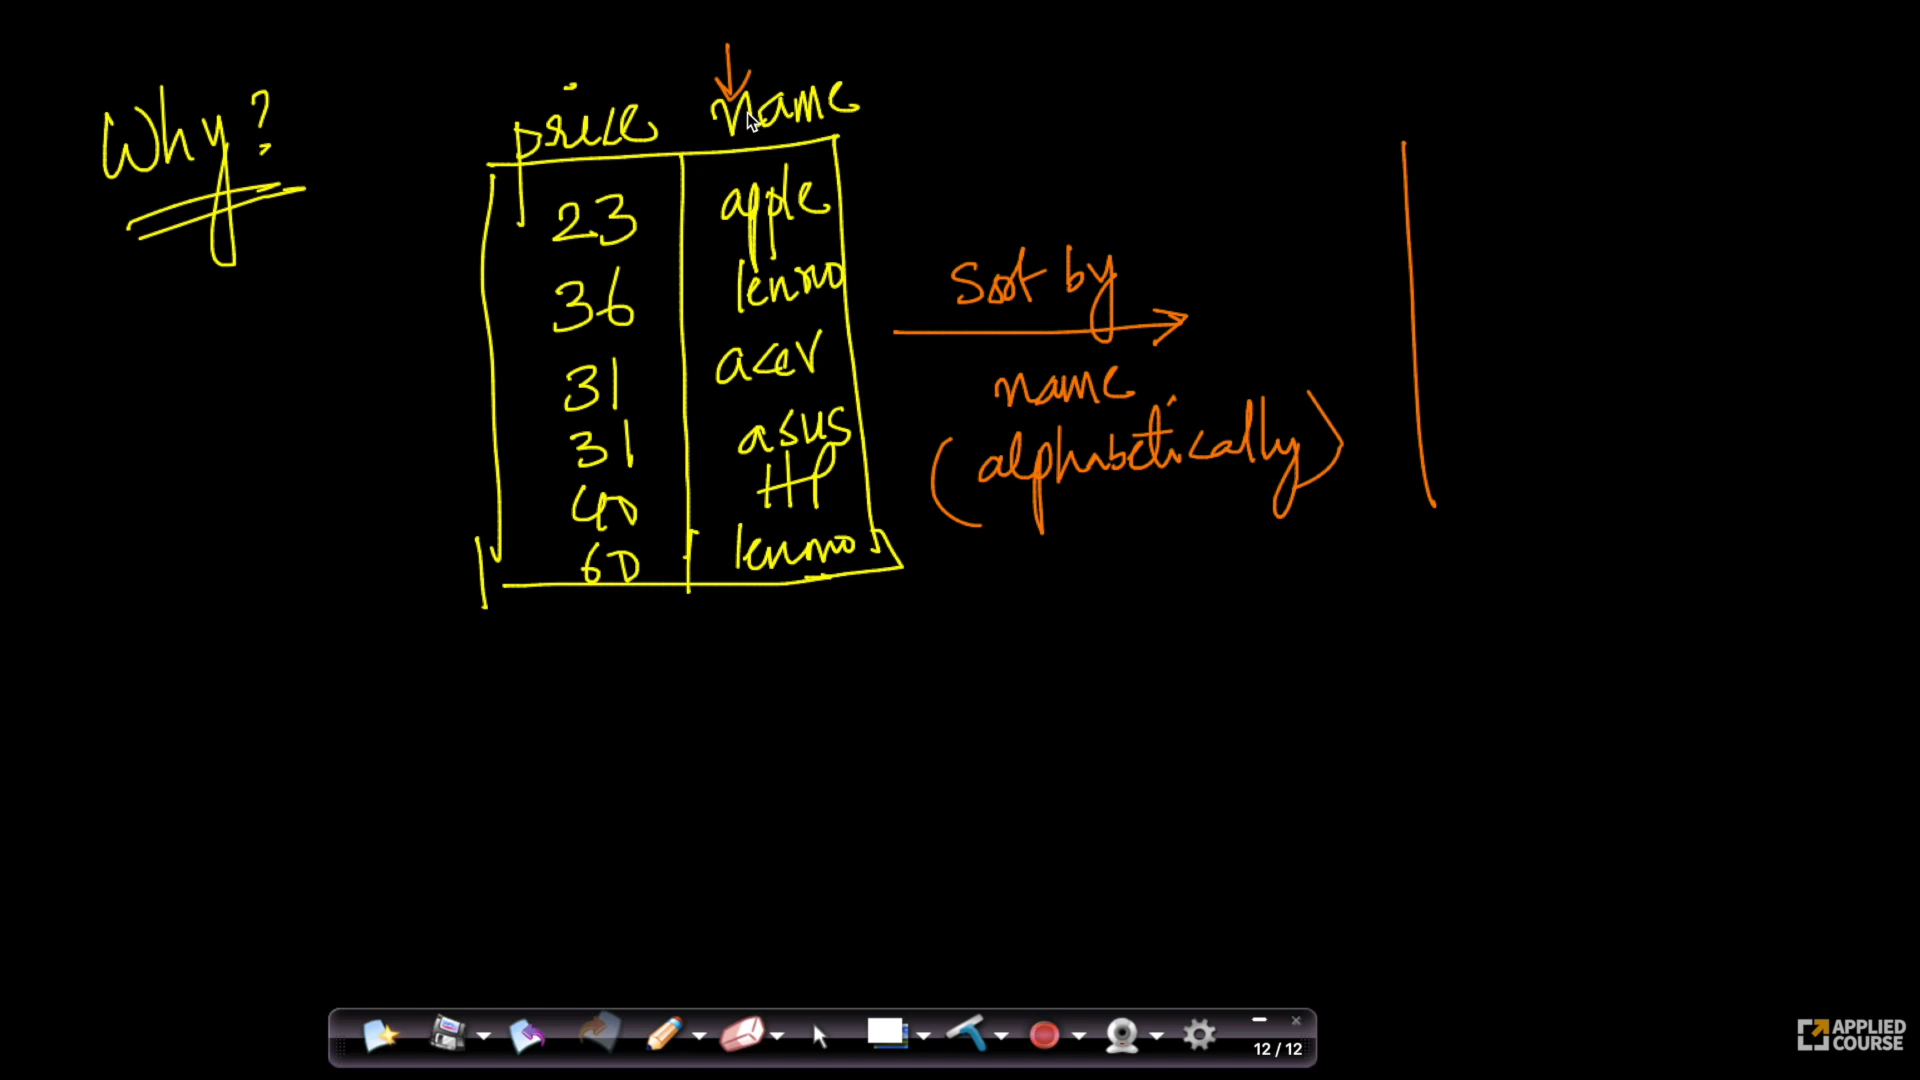 Why?
price name
23 apple
36 lenovo
31 acer
31 asus
40 HP
60 lenovo
Sort by
name
(alphabetically)
12 / 12
APPLIED
COURSE